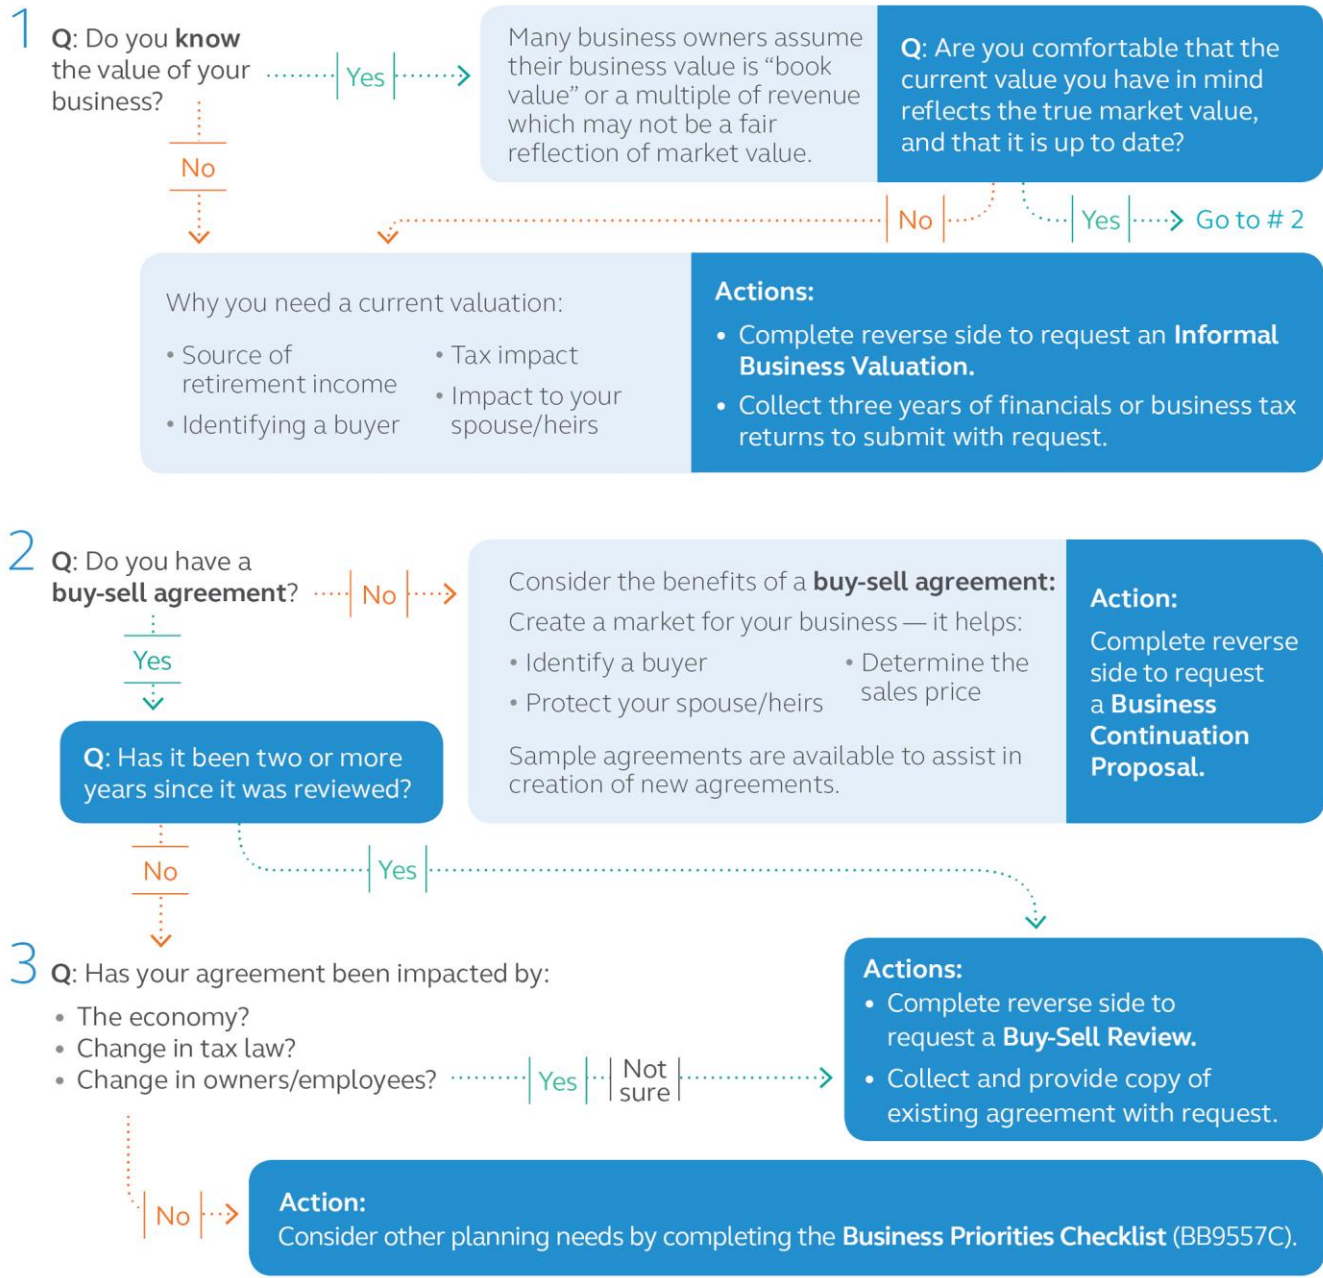 1
Q: Do you know
the value of your
business?
Yes
Many business owners assume
their business value is “book
value” or a multiple of revenue
which may not be a fair
reflection of market value.
Q: Are you comfortable that the
current value you have in mind
reflects the true market value,
and that it is up to date?
No
No
Yes
Go to # 2
Why you need a current valuation:
• Source of
retirement income
• Identifying a buyer
• Tax impact
• Impact to your
spouse/heirs
Actions:
• Complete reverse side to request an Informal
Business Valuation.
• Collect three years of financials or business tax
returns to submit with request.
2
Q: Do you have a
buy-sell agreement?
No
Yes
Consider the benefits of a buy-sell agreement:
Create a market for your business — it helps:
• Identify a buyer
• Protect your spouse/heirs
• Determine the
sales price
Sample agreements are available to assist in
creation of new agreements.
Action:
Complete reverse
side to request
a Business
Continuation
Proposal.
Q: Has it been two or more
years since it was reviewed?
No
Yes
3
Q: Has your agreement been impacted by:
• The economy?
• Change in tax law?
• Change in owners/employees?
Yes
Not
sure
Actions:
• Complete reverse side to
request a Buy-Sell Review.
• Collect and provide copy of
existing agreement with request.
No
Action:
Consider other planning needs by completing the Business Priorities Checklist (BB9557C).